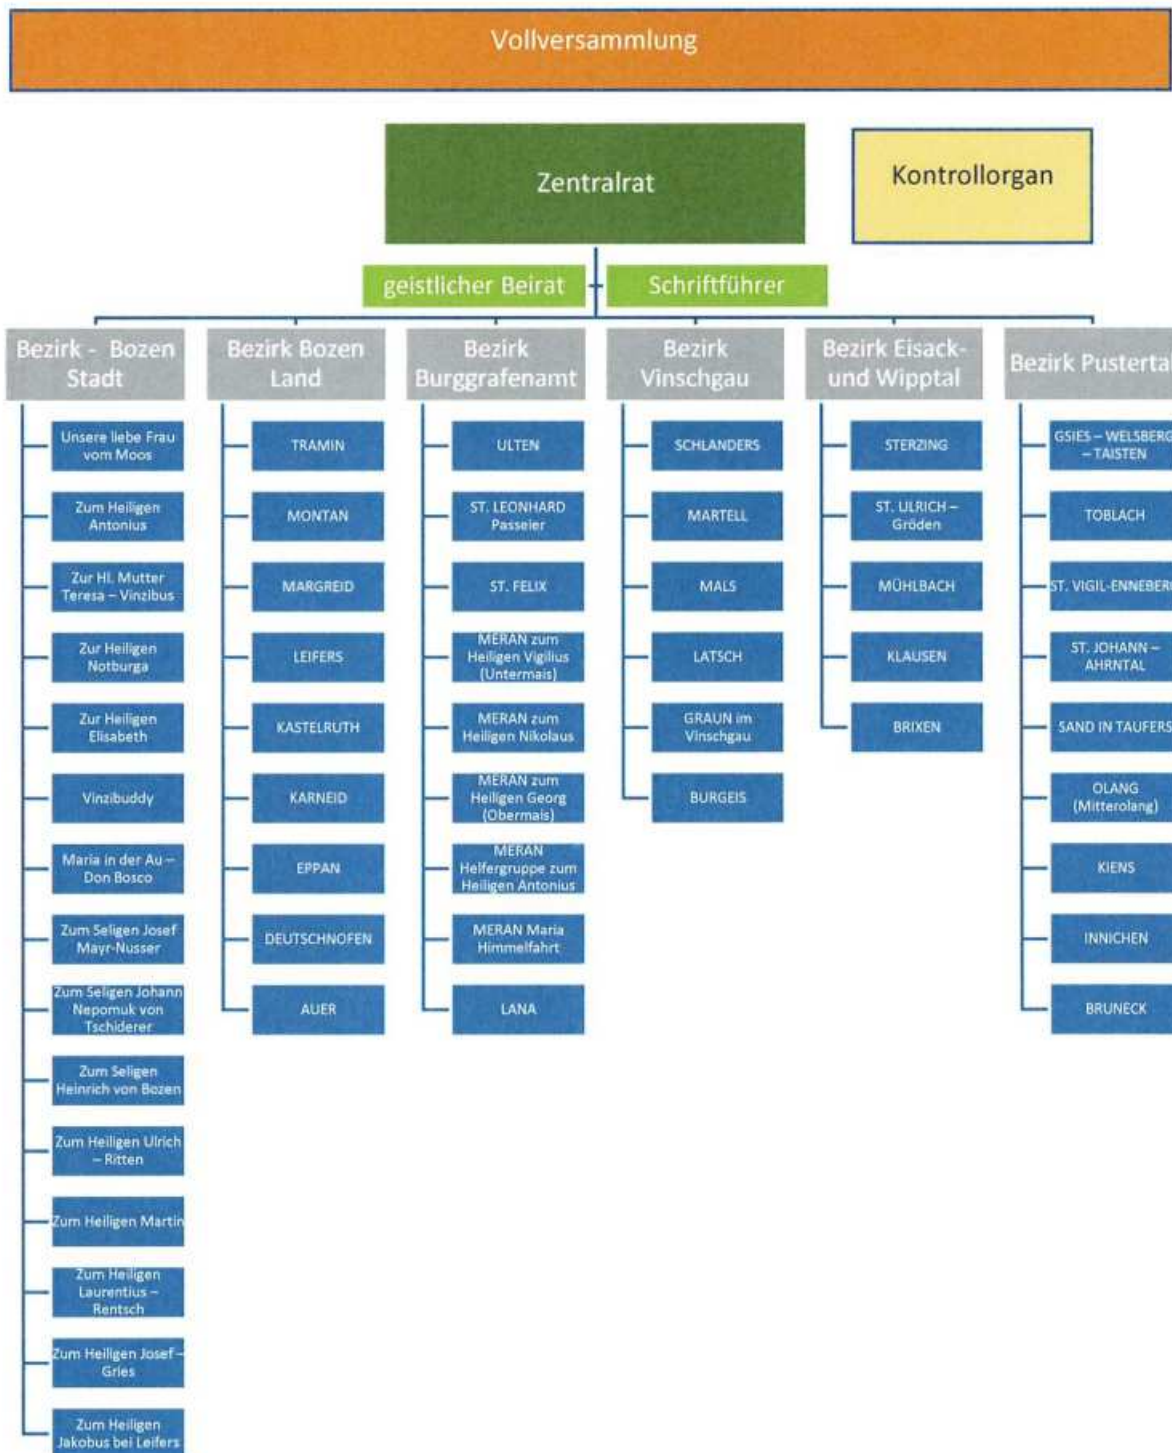 Vollversammlung
Zentralrat
Kontrollorgan
geistlicher Beirat
Schriftführer
Bezirk - Bozen
Stadt
Unsere liebe Frau
vom Moos
Zum Heiligen
Antonius
Zur Hl. Mutter
Teresa – Vinzibus
Zur Heiligen
Notburga
Zur Heiligen
Elisabeth
Vinzibuddy
Maria in der Au –
Don Bosco
Zum Seligen Josef
Mayr-Nusser
Zum Seligen Johann
Nepomuk von
Tschiderer
Zum Seligen
Heinrich von Bozen
Zum Heiligen Ulrich
– Ritten
Zum Heiligen Martin
Zum Heiligen
Laurentius –
Rentsch
Zum Heiligen Josef –
Gries
Zum Heiligen
Jakobus bei Leifers
Bezirk Bozen
Land
TRAMIN
MONTAN
MARGREID
LEIFERS
KASTELRUTH
KARNEID
EPPAN
DEUTSCHNOFEN
AUER
Bezirk
Burggrafenamt
ULTEN
ST. LEONHARD
Passeier
ST. FELIX
MERAN zum
Heiligen Vigilius
(Untermais)
MERAN zum
Heiligen Nikolaus
MERAN zum
Heiligen Georg
(Obermais)
MERAN
Helfergruppe zum
Heiligen Antonius
MERAN Maria
Himmelfahrt
LANA
Bezirk
Vinschgau
SCHLANDERS
MARTELL
MALS
LATSCH
GRAUN im
Vinschgau
BURGEIS
Bezirk Eisack-
und Wipptal
STERZING
ST. ULRICH –
Gröden
MÜHLBACH
KLAUSEN
BRIXEN
Bezirk Pustertal
GSIES – WELSBERG
– TAISTEN
TOBLACH
ST. VIGIL-ENNEBERG
ST. JOHANN –
AHRNTAL
SAND IN TAUFERS
OLANG
(Mitterolang)
KIENS
INNICHEN
BRUNECK